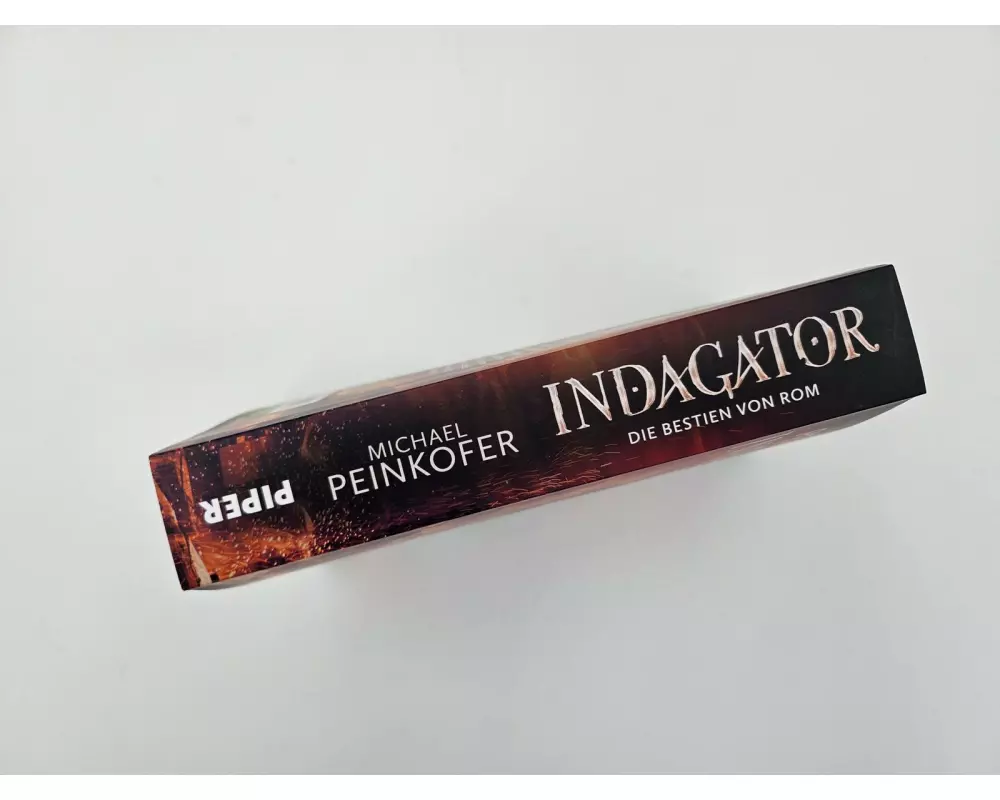 PIPER
MICHAEL
PEINKOFER
INDAGATOR
DIE BESTIEN VON ROM